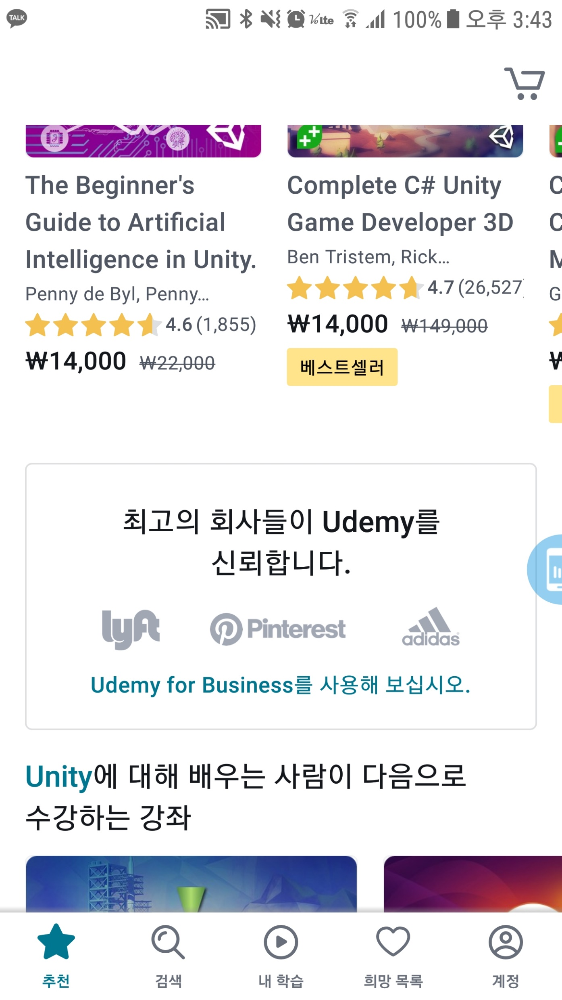 TALK
VoLte 100% 오후 3:43
The Beginner's
Guide to Artificial
Intelligence in Unity.
Penny de Byl, Penny...
4.6 (1,855)
₩14,000 ₩22,000
Complete C# Unity
Game Developer 3D
Ben Tristem, Rick...
4.7 (26,527)
₩14,000 ₩149,000
베스트셀러
최고의 회사들이 Udemy를
신뢰합니다.
lyft Pinterest adidas
Udemy for Business를 사용해 보십시오.
Unity에 대해 배우는 사람이 다음으로
수강하는 강좌
추천 검색 내 학습 희망 목록 계정